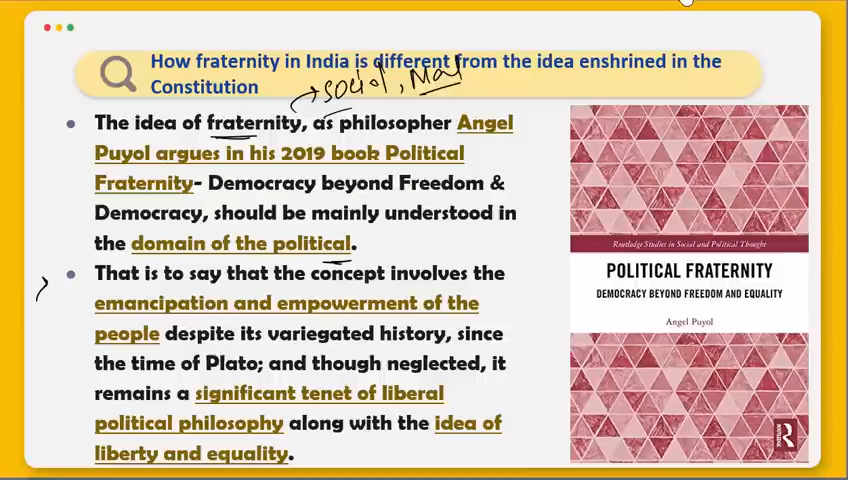 How fraternity in India is different from the idea enshrined in the
Constitution
social,
The idea of fraternity, as philosopher Angel
Puyol argues in his 2019 book Political
Fraternity- Democracy beyond Freedom &
Democracy, should be mainly understood in
the domain of the political.
That is to say that the concept involves the
emancipation and empowerment of the
people despite its variegated history, since
the time of Plato; and though neglected, it
remains a significant tenet of liberal
political philosophy along with the idea of
liberty and equality.
Routledge Studies in Social and Political Thought
POLITICAL FRATERNITY
DEMOCRACY BEYOND FREEDOM AND EQUALITY
Angel Puyol
ROUTLEDGE